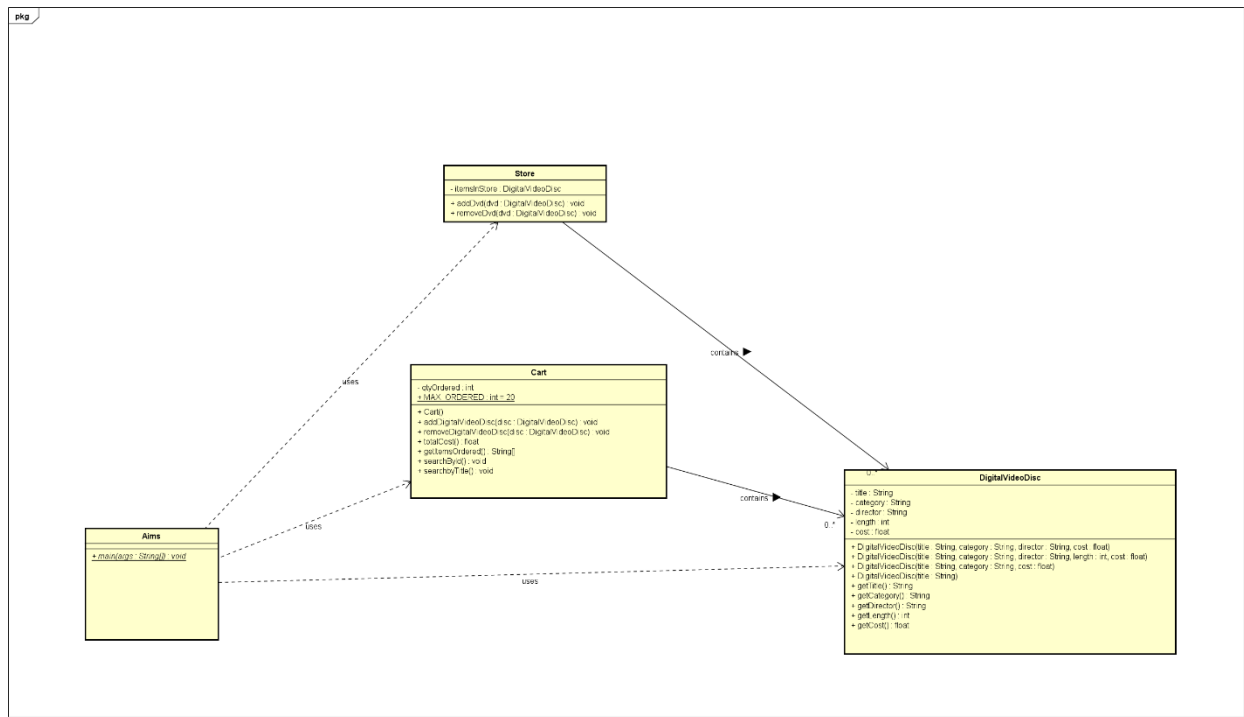 pkg
Store
- itemsInStore : DigitalVideoDisc
+ addDvd(dvd : DigitalVideoDisc) : void
+ removeDvd(dvd : DigitalVideoDisc) : void
contains
uses
Cart
- qtyOrdered : int
+ MAX_ORDERED : int = 20
+ Cart()
+ addDigitalVideoDisc(disc : DigitalVideoDisc) : void
+ removeDigitalVideoDisc(disc : DigitalVideoDisc) : void
+ totalCost() : float
+ getItemsOrdered() : String[]
+ searchById() : void
+ searchbyTitle() : void
contains
0..*
0..*
uses
Aims
+ main(args : String[]) : void
uses
DigitalVideoDisc
- title : String
- category : String
- director : String
- length : int
- cost : float
+ DigitalVideoDisc(title : String, category : String, director : String, cost : float)
+ DigitalVideoDisc(title : String, category : String, director : String, length : int, cost : float)
+ DigitalVideoDisc(title : String, category : String, cost : float)
+ DigitalVideoDisc(title : String)
+ getTitle() : String
+ getCategory() : String
+ getDirector() : String
+ getLength() : int
+ getCost() : float